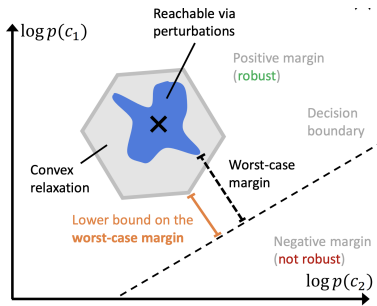 log p(c₁)
Reachable via
perturbations
Positive margin
(robust)
Decision
boundary
Convex
relaxation
Worst-case
margin
Lower bound on the
worst-case margin
Negative margin
(not robust)
log p(c₂)